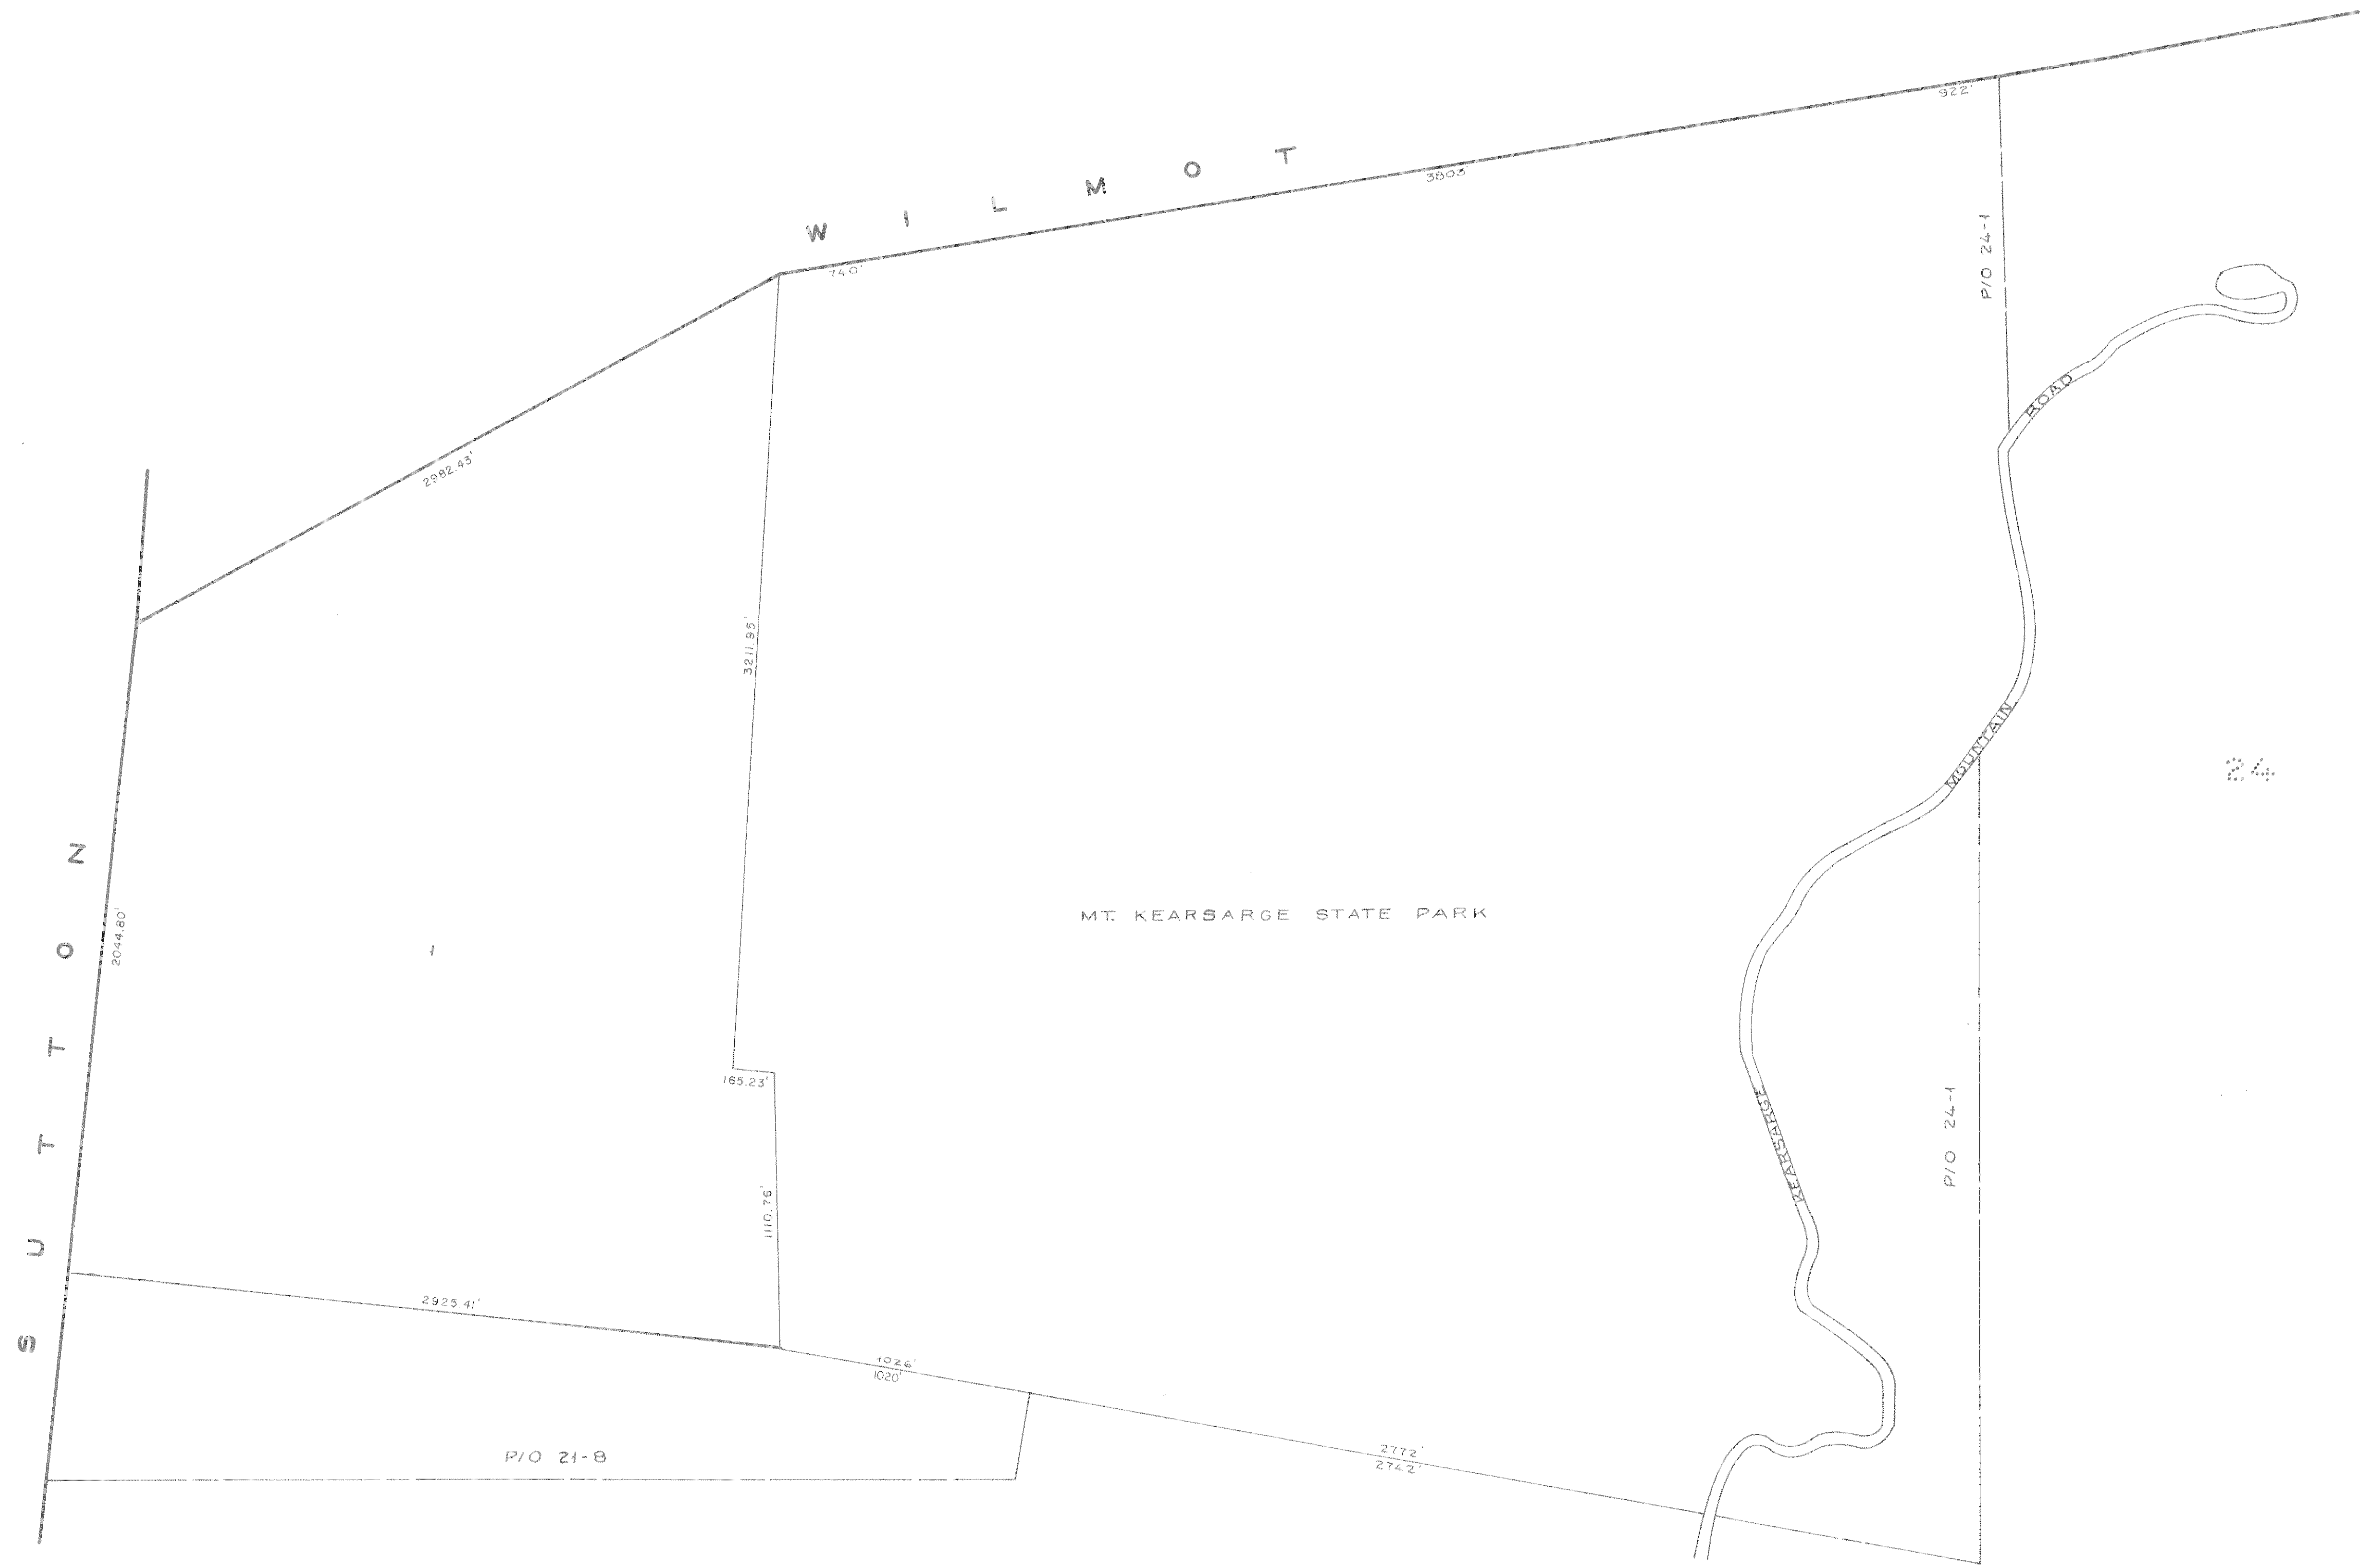 WILMOT
922'
3803'
740'
P/O 24-1
ROAD
2982.43'
3211.95'
MOUNTAIN
24
SUTTON
2044.80'
1
MT. KEARSARGE STATE PARK
165.23'
KEARSARGE
P/O 24-1
1110.76'
2925.41'
1026'
1020'
2772'
2742'
P/O 21-8